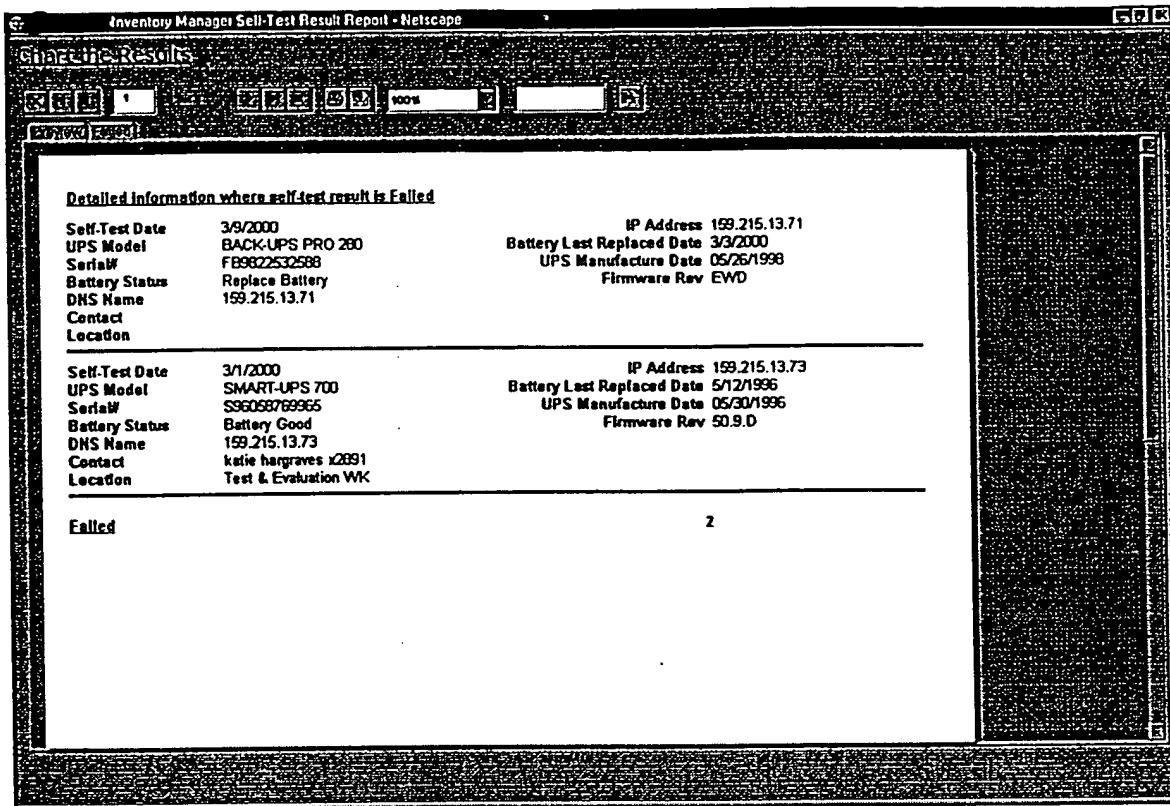 Inventory Manager Self-Test Result Report - Netscape
Chart the Results
1
100%
Preview Failed
Detailed information where self-test result is Failed
Self-Test Date 3/9/2000 IP Address 159.215.13.71
UPS Model BACK-UPS PRO 280 Battery Last Replaced Date 3/3/2000
Serial# FB9822532588 UPS Manufacture Date 05/26/1998
Battery Status Replace Battery Firmware Rev EWD
DNS Name 159.215.13.71
Contact
Location
Self-Test Date 3/1/2000 IP Address 159.215.13.73
UPS Model SMART-UPS 700 Battery Last Replaced Date 5/12/1996
Serial# S96058769965 UPS Manufacture Date 05/30/1996
Battery Status Battery Good Firmware Rev 50.9.D
DNS Name 159.215.13.73
Contact katie hargraves x2891
Location Test & Evaluation WK
Failed 2